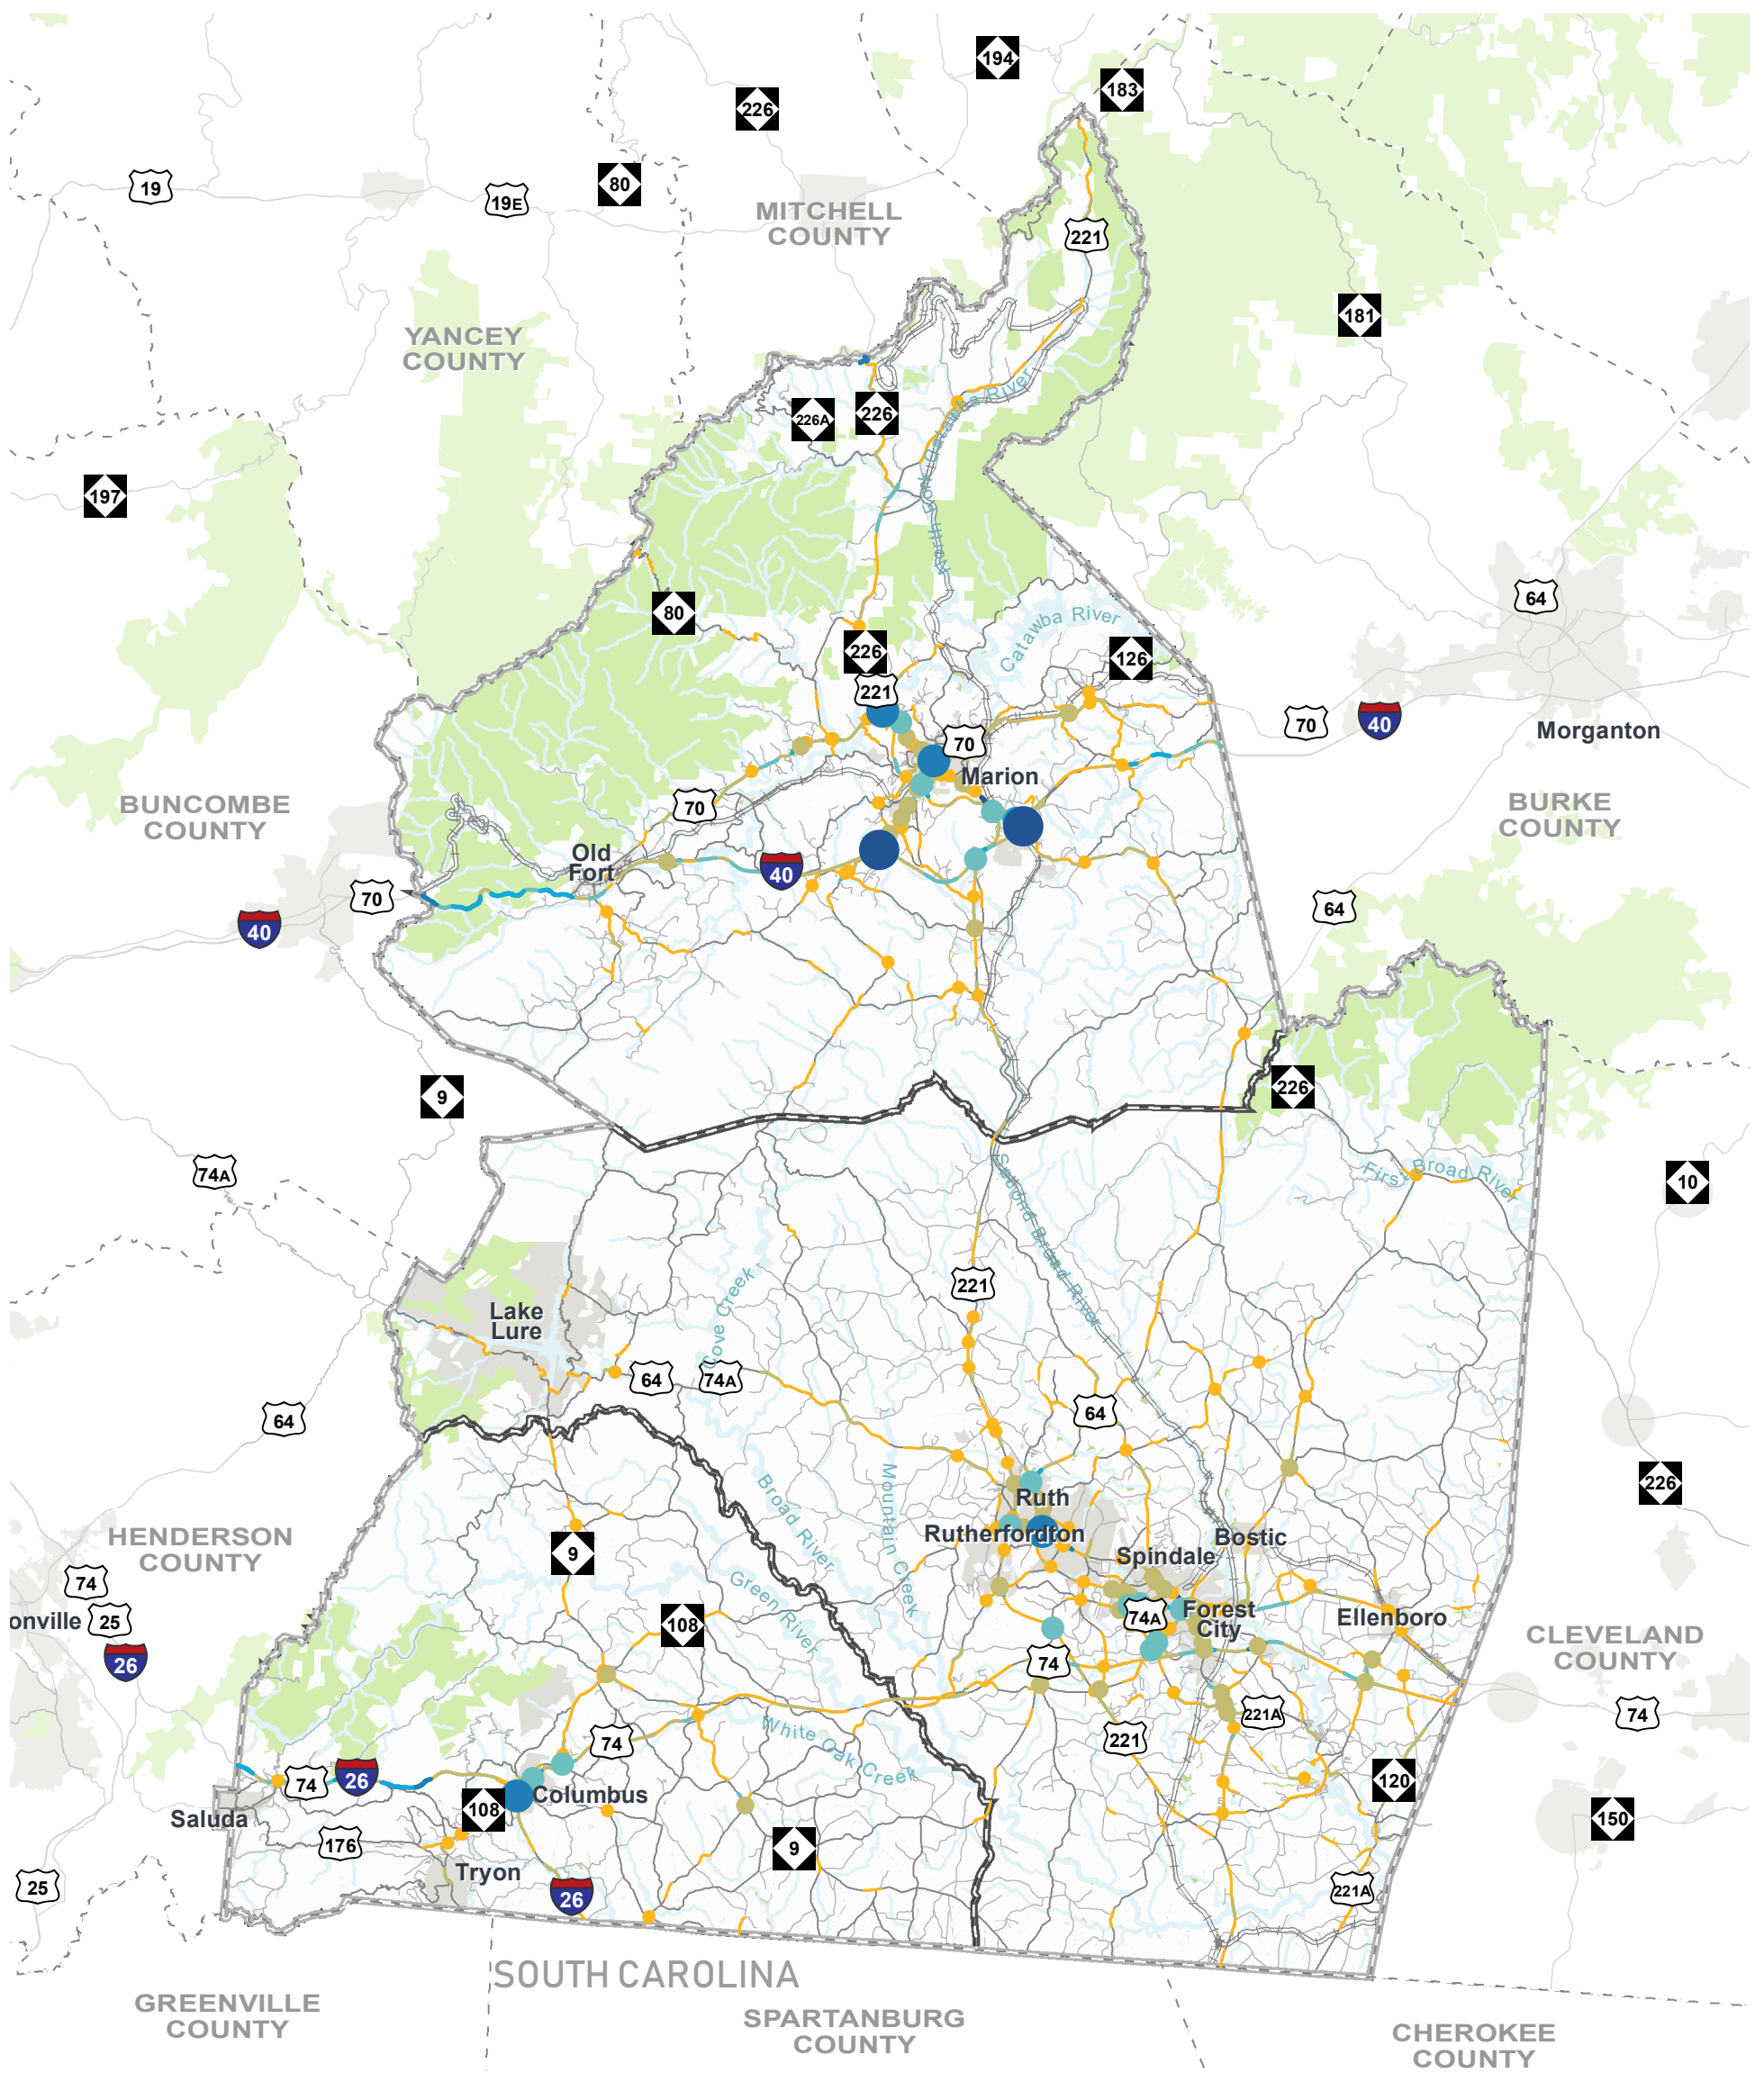 194
183
226
19
80
19E
MITCHELL
COUNTY
221
181
YANCEY
COUNTY
226A
226
North Fork Catawba River
197
64
80
Catawba River
226
126
221
70
40
70
Morganton
Marion
BUNCOMBE
COUNTY
70
BURKE
COUNTY
Old
Fort
40
70
64
40
226
9
74A
First Broad River
10
Second Broad River
221
Lake
Lure
Cove Creek
64
74A
64
64
226
Ruth
Broad River
Mountain Creek
Rutherfordton
Bostic
HENDERSON
COUNTY
9
Spindale
74
Green River
onville
25
108
74A
Forest
City
Ellenboro
CLEVELAND
COUNTY
26
74
221A
74
White Oak Creek
74
221
74
26
120
Columbus
108
Saluda
150
176
9
Tryon
25
26
221A
SOUTH CAROLINA
GREENVILLE
COUNTY
SPARTANBURG
COUNTY
CHEROKEE
COUNTY